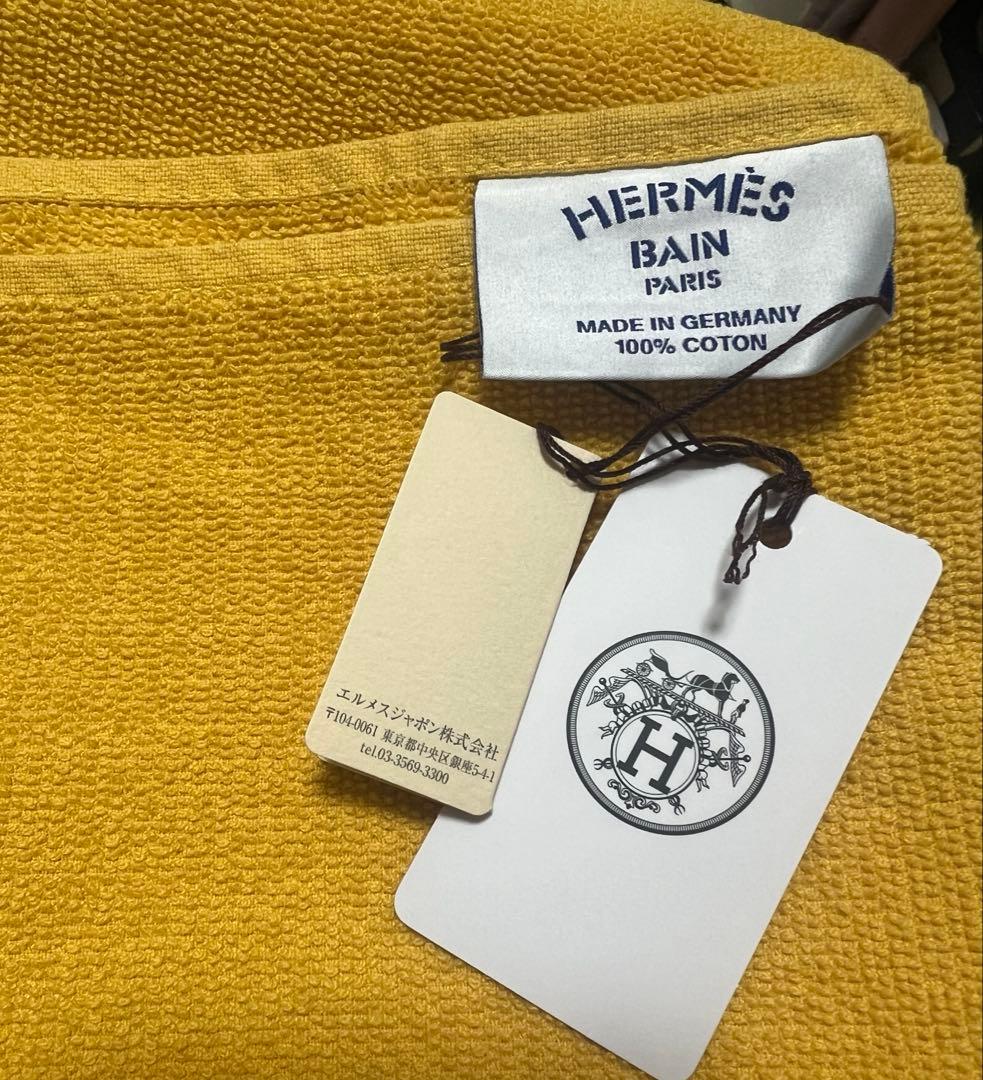 HERMÈS
BAIN
PARIS
MADE IN GERMANY
100% COTON
エルメスジャポン株式会社
〒104-0061 東京都中央区銀座5-4-1
tel.03-3569-3300
H